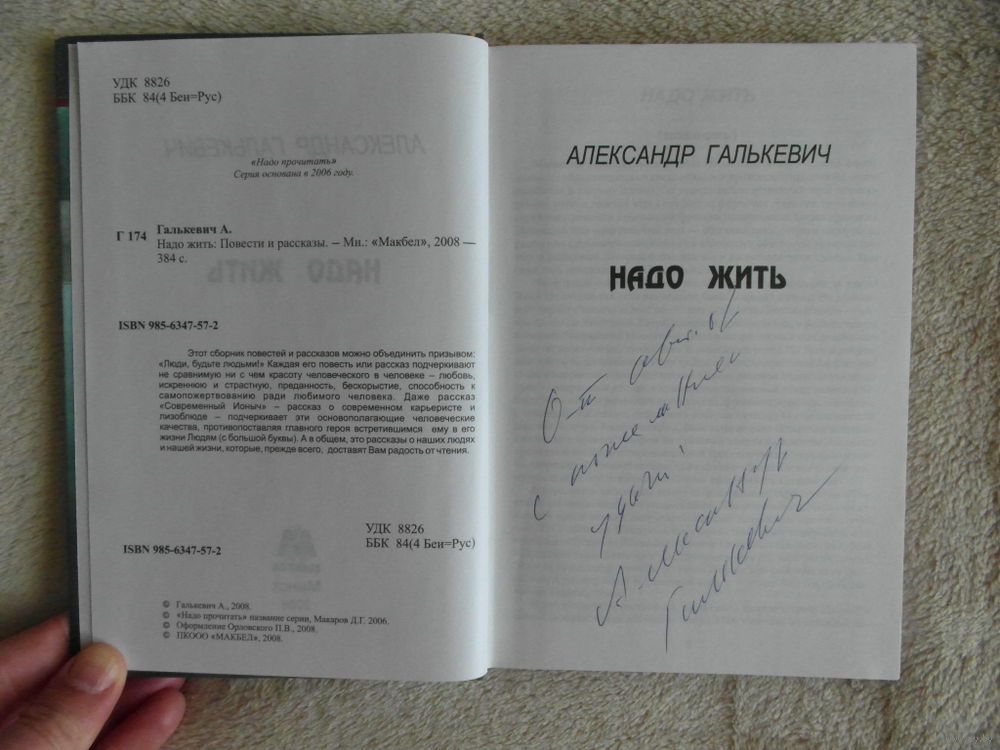 УДК 8826
ББК 84(4 Беи=Рус)
«Надо прочитать»
Серия основана в 2006 году.
Галькевич А.
Г 174
Надо жить: Повести и рассказы. – Мн.: «Макбел», 2008 —
384 с.
ISBN 985-6347-57-2
Этот сборник повестей и рассказов можно объединить призывом:
«Люди, будьте людьми!» Каждая его повесть или рассказ подчеркивают
не сравнимую ни с чем красоту человеческого в человеке – любовь,
искреннюю и страстную, преданность, бескорыстие, способность к
самопожертвованию ради любимого человека. Даже рассказ
«Современный Ионыч» – рассказ о современном карьеристе и
лизоблюде – подчеркивает эти основополагающие человеческие
качества, противопоставляя главного героя встретившимся ему в его
жизни Людям (с большой буквы). А в общем, это рассказы о наших людях
и нашей жизни, которые, прежде всего, доставят Вам радость от чтения.
УДК 8826
ББК 84(4 Беи=Рус)
ISBN 985-6347-57-2
© Галькевич А., 2008.
© «Надо прочитать» название серии, Макаров Д.Г. 2006.
© Оформление Орловского П.В., 2008.
© ПКООО «МАКБЕЛ», 2008.
АЛЕКСАНДР ГАЛЬКЕВИЧ
НАДО ЖИТЬ
От автора
с пожеланием
удачи!
Александр
Галькевич